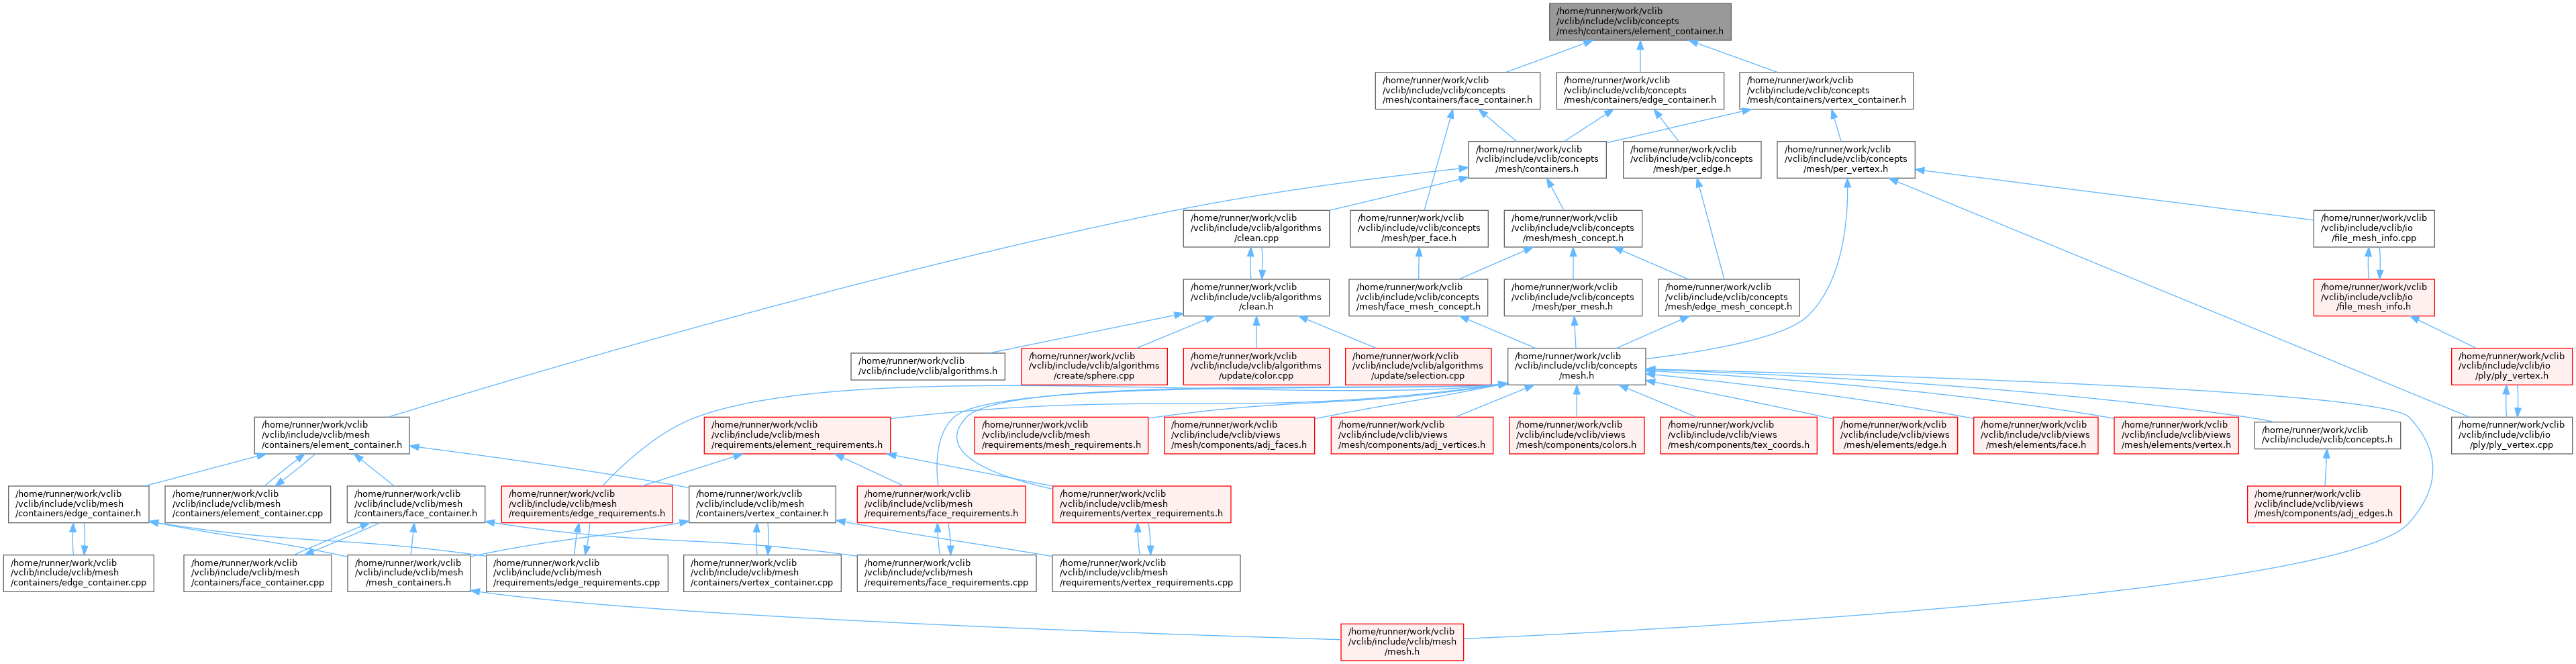 /home/runner/work/vclib
/vclib/include/vclib/concepts
/mesh/containers/element_container.h
/home/runner/work/vclib
/vclib/include/vclib/concepts
/mesh/containers/face_container.h
/home/runner/work/vclib
/vclib/include/vclib/concepts
/mesh/containers/edge_container.h
/home/runner/work/vclib
/vclib/include/vclib/concepts
/mesh/containers/vertex_container.h
/home/runner/work/vclib
/vclib/include/vclib/concepts
/mesh/containers.h
/home/runner/work/vclib
/vclib/include/vclib/concepts
/mesh/per_edge.h
/home/runner/work/vclib
/vclib/include/vclib/concepts
/mesh/per_vertex.h
/home/runner/work/vclib
/vclib/include/vclib/algorithms
/clean.cpp
/home/runner/work/vclib
/vclib/include/vclib/concepts
/mesh/per_face.h
/home/runner/work/vclib
/vclib/include/vclib/concepts
/mesh/mesh_concept.h
/home/runner/work/vclib
/vclib/include/vclib/io
/file_mesh_info.cpp
/home/runner/work/vclib
/vclib/include/vclib/algorithms
/clean.h
/home/runner/work/vclib
/vclib/include/vclib/concepts
/mesh/face_mesh_concept.h
/home/runner/work/vclib
/vclib/include/vclib/concepts
/mesh/per_mesh.h
/home/runner/work/vclib
/vclib/include/vclib/concepts
/mesh/edge_mesh_concept.h
/home/runner/work/vclib
/vclib/include/vclib/io
/file_mesh_info.h
/home/runner/work/vclib
/vclib/include/vclib/algorithms.h
/home/runner/work/vclib
/vclib/include/vclib/algorithms
/create/sphere.cpp
/home/runner/work/vclib
/vclib/include/vclib/algorithms
/update/color.cpp
/home/runner/work/vclib
/vclib/include/vclib/algorithms
/update/selection.cpp
/home/runner/work/vclib
/vclib/include/vclib/concepts
/mesh.h
/home/runner/work/vclib
/vclib/include/vclib/io
/ply/ply_vertex.h
/home/runner/work/vclib
/vclib/include/vclib/mesh
/containers/element_container.h
/home/runner/work/vclib
/vclib/include/vclib/mesh
/requirements/element_requirements.h
/home/runner/work/vclib
/vclib/include/vclib/mesh
/requirements/mesh_requirements.h
/home/runner/work/vclib
/vclib/include/vclib/views
/mesh/components/adj_faces.h
/home/runner/work/vclib
/vclib/include/vclib/views
/mesh/components/adj_vertices.h
/home/runner/work/vclib
/vclib/include/vclib/views
/mesh/components/colors.h
/home/runner/work/vclib
/vclib/include/vclib/views
/mesh/components/tex_coords.h
/home/runner/work/vclib
/vclib/include/vclib/views
/mesh/elements/edge.h
/home/runner/work/vclib
/vclib/include/vclib/views
/mesh/elements/face.h
/home/runner/work/vclib
/vclib/include/vclib/views
/mesh/elements/vertex.h
/home/runner/work/vclib
/vclib/include/vclib/concepts.h
/home/runner/work/vclib
/vclib/include/vclib/io
/ply/ply_vertex.cpp
/home/runner/work/vclib
/vclib/include/vclib/mesh
/containers/edge_container.h
/home/runner/work/vclib
/vclib/include/vclib/mesh
/containers/element_container.cpp
/home/runner/work/vclib
/vclib/include/vclib/mesh
/containers/face_container.h
/home/runner/work/vclib
/vclib/include/vclib/mesh
/requirements/edge_requirements.h
/home/runner/work/vclib
/vclib/include/vclib/mesh
/containers/vertex_container.h
/home/runner/work/vclib
/vclib/include/vclib/mesh
/requirements/face_requirements.h
/home/runner/work/vclib
/vclib/include/vclib/mesh
/requirements/vertex_requirements.h
/home/runner/work/vclib
/vclib/include/vclib/views
/mesh/components/adj_edges.h
/home/runner/work/vclib
/vclib/include/vclib/mesh
/containers/edge_container.cpp
/home/runner/work/vclib
/vclib/include/vclib/mesh
/containers/face_container.cpp
/home/runner/work/vclib
/vclib/include/vclib/mesh
/mesh_containers.h
/home/runner/work/vclib
/vclib/include/vclib/mesh
/requirements/edge_requirements.cpp
/home/runner/work/vclib
/vclib/include/vclib/mesh
/containers/vertex_container.cpp
/home/runner/work/vclib
/vclib/include/vclib/mesh
/requirements/face_requirements.cpp
/home/runner/work/vclib
/vclib/include/vclib/mesh
/requirements/vertex_requirements.cpp
/home/runner/work/vclib
/vclib/include/vclib/mesh
/mesh.h